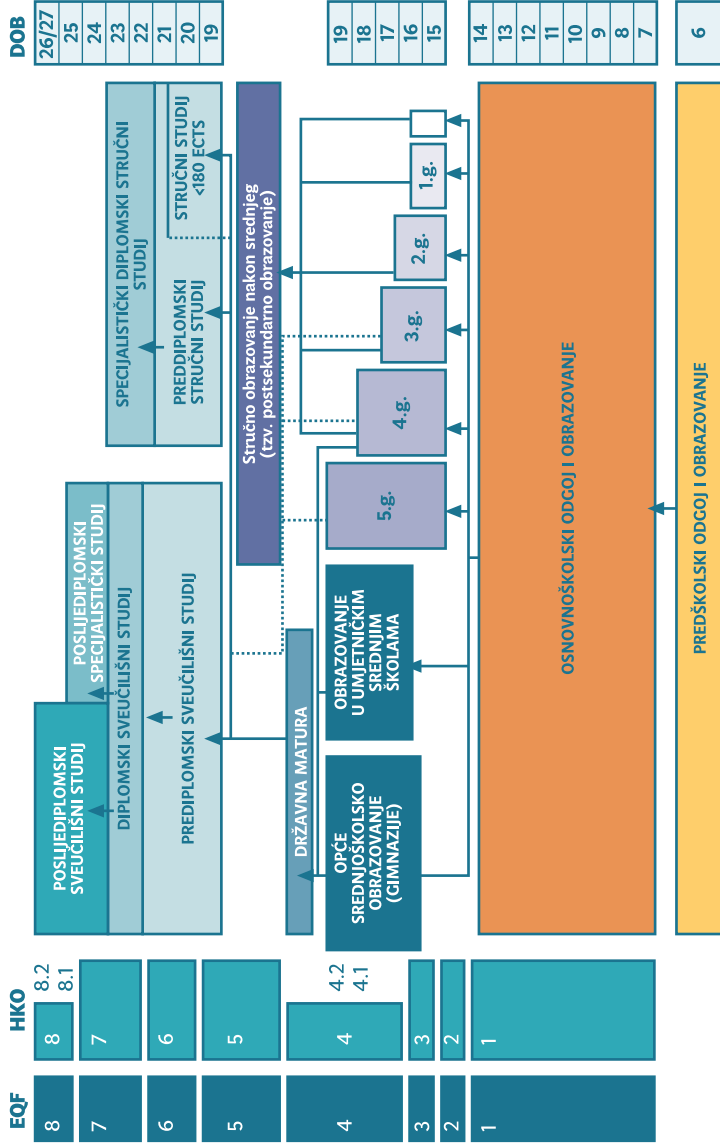 EQF
HKO
DOB
8
7
6
5
4
3
2
1
8
8.2
8.1
7
6
5
4
4.2
4.1
3
2
1
POSLIJEDIPLOMSKI
SVEUČILIŠNI STUDIJ
POSLIJEDIPLOMSKI
SPECIJALISTIČKI STUDIJ
DIPLOMSKI SVEUČILIŠNI STUDIJ
PREDIPLOMSKI SVEUČILIŠNI STUDIJ
SPECIJALISTIČKI DIPLOMSKI STRUČNI
STUDIJ
PREDDIPLOMSKI
STRUČNI STUDIJ
STRUČNI STUDIJ
<180 ECTS
Stručno obrazovanje nakon srednjeg
(tzv. postsekundarno obrazovanje)
DRŽAVNA MATURA
OPĆE
SREDNJOŠKOLSKO
OBRAZOVANJE
(GIMNAZIJE)
OBRAZOVANJE
U UMJETNIČKIM
SREDNJIM
ŠKOLAMA
5.g.
4.g.
3.g.
2.g.
1.g.
OSNOVNOŠKOLSKI ODGOJ I OBRAZOVANJE
PREDŠKOLSKI ODGOJ I OBRAZOVANJE
26/27
25
24
23
22
21
20
19
19
18
17
16
15
14
13
12
11
10
9
8
7
6